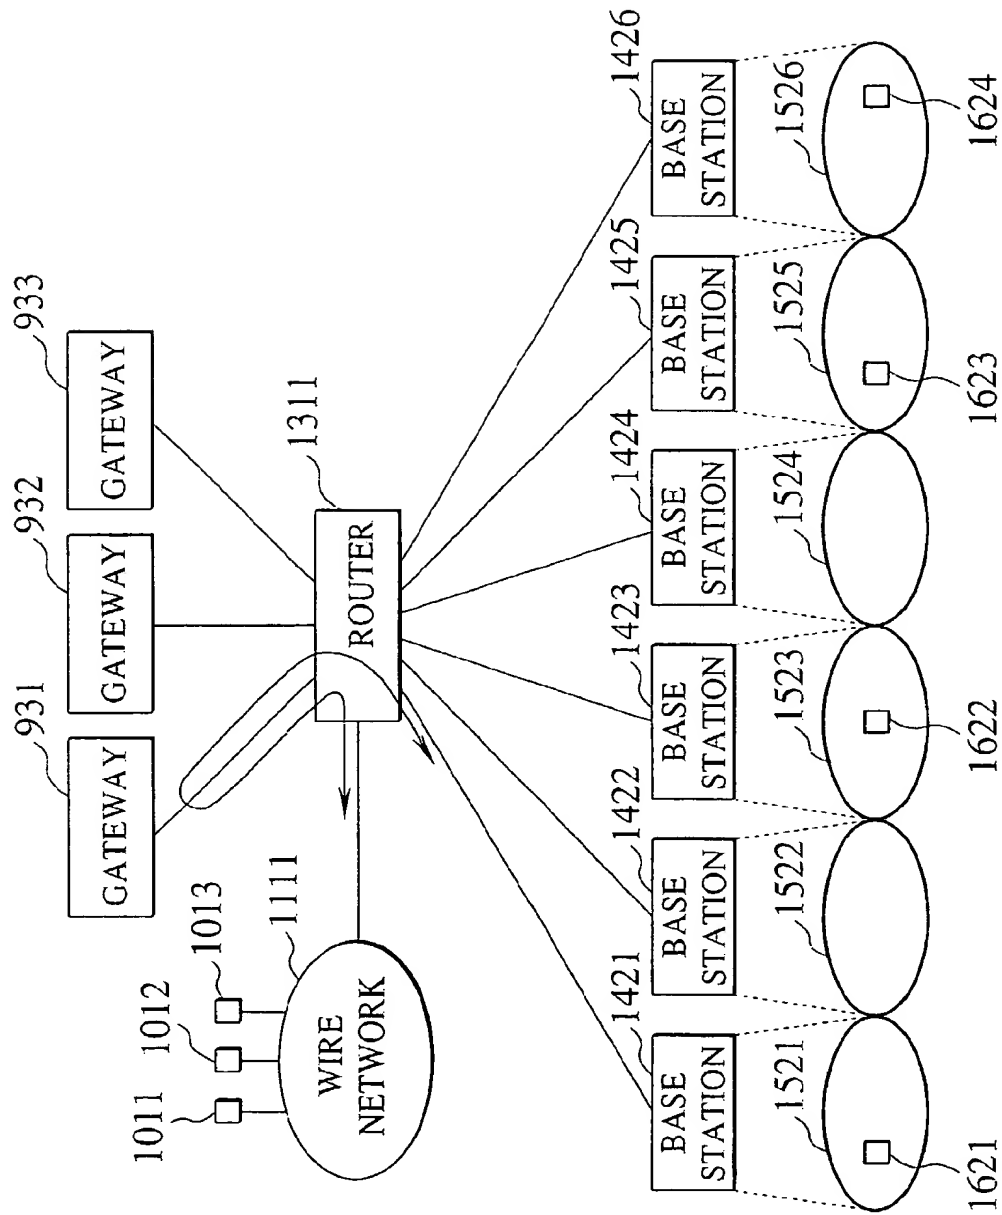 931
932
933
GATEWAY
GATEWAY
GATEWAY
1011
1012
1013
1111
1311
WIRE
NETWORK
ROUTER
1421
1422
1423
1424
1425
1426
BASE
STATION
BASE
STATION
BASE
STATION
BASE
STATION
BASE
STATION
BASE
STATION
1521
1522
1523
1524
1525
1526
1621
1622
1623
1624